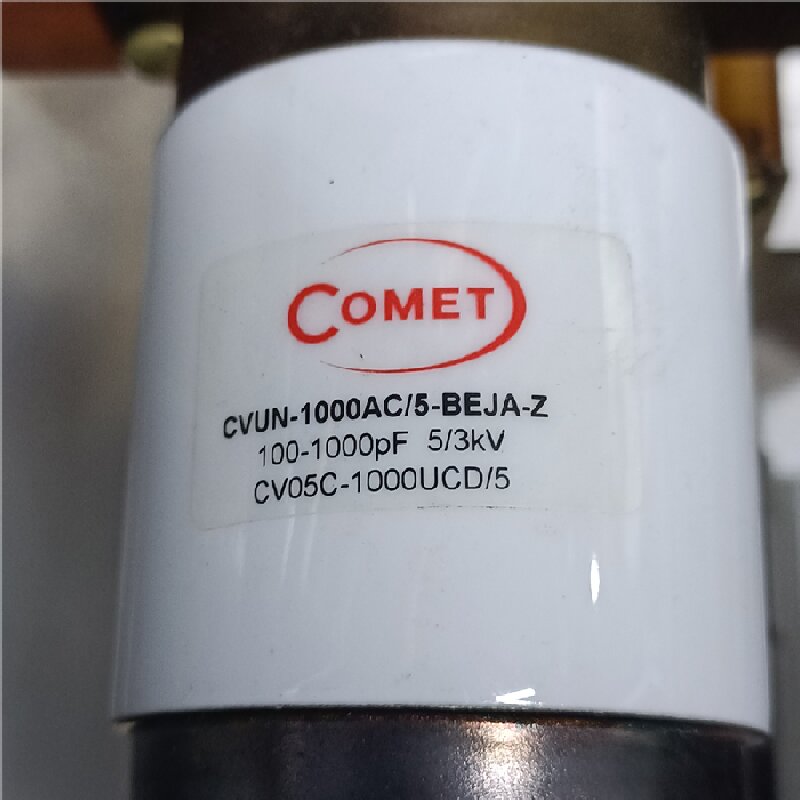 COMET
CVUN-1000AC/5-BEJA-Z
100-1000pF 5/3kV
CV05C-1000UCD/5